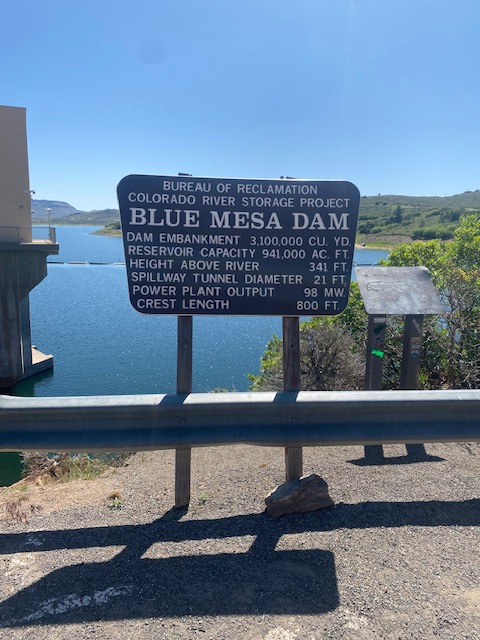 BUREAU OF RECLAMATION
COLORADO RIVER STORAGE PROJECT
BLUE MESA DAM
DAM EMBANKMENT 3,100,000 CU. YD.
RESERVOIR CAPACITY 941,000 AC. FT.
HEIGHT ABOVE RIVER 341 FT.
SPILLWAY TUNNEL DIAMETER 21 FT.
POWER PLANT OUTPUT 98 MW.
CREST LENGTH 800 FT.